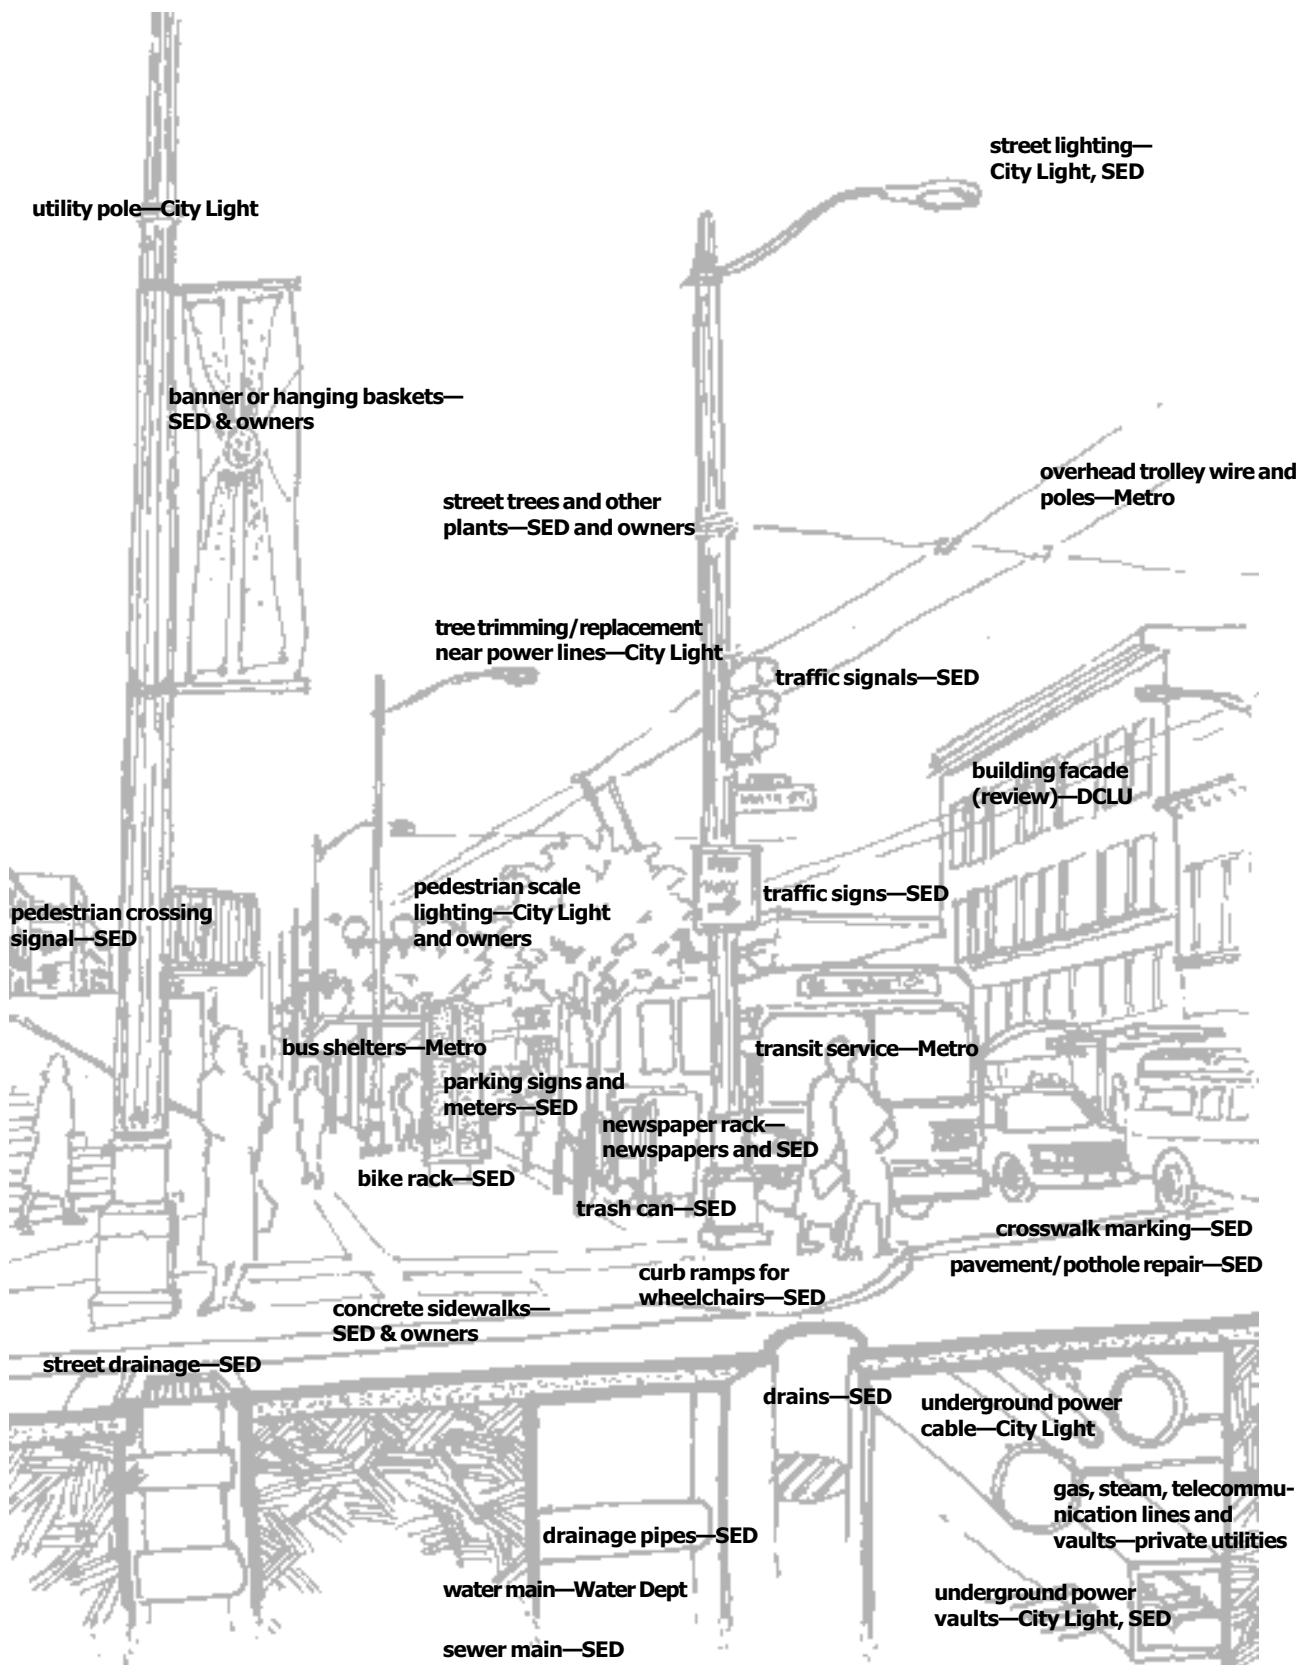 street lighting—
City Light, SED
utility pole—City Light
banner or hanging baskets—
SED & owners
overhead trolley wire and
poles—Metro
street trees and other
plants—SED and owners
tree trimming/replacement
near power lines—City Light
traffic signals—SED
building facade
(review)—DCLU
pedestrian scale
lighting—City Light
and owners
traffic signs—SED
pedestrian crossing
signal—SED
bus shelters—Metro
transit service—Metro
parking signs and
meters—SED
newspaper rack—
newspapers and SED
bike rack—SED
trash can—SED
crosswalk marking—SED
pavement/pothole repair—SED
curb ramps for
wheelchairs—SED
concrete sidewalks—
SED & owners
street drainage—SED
drains—SED
underground power
cable—City Light
gas, steam, telecommu-
nication lines and
vaults—private utilities
drainage pipes—SED
water main—Water Dept
underground power
vaults—City Light, SED
sewer main—SED